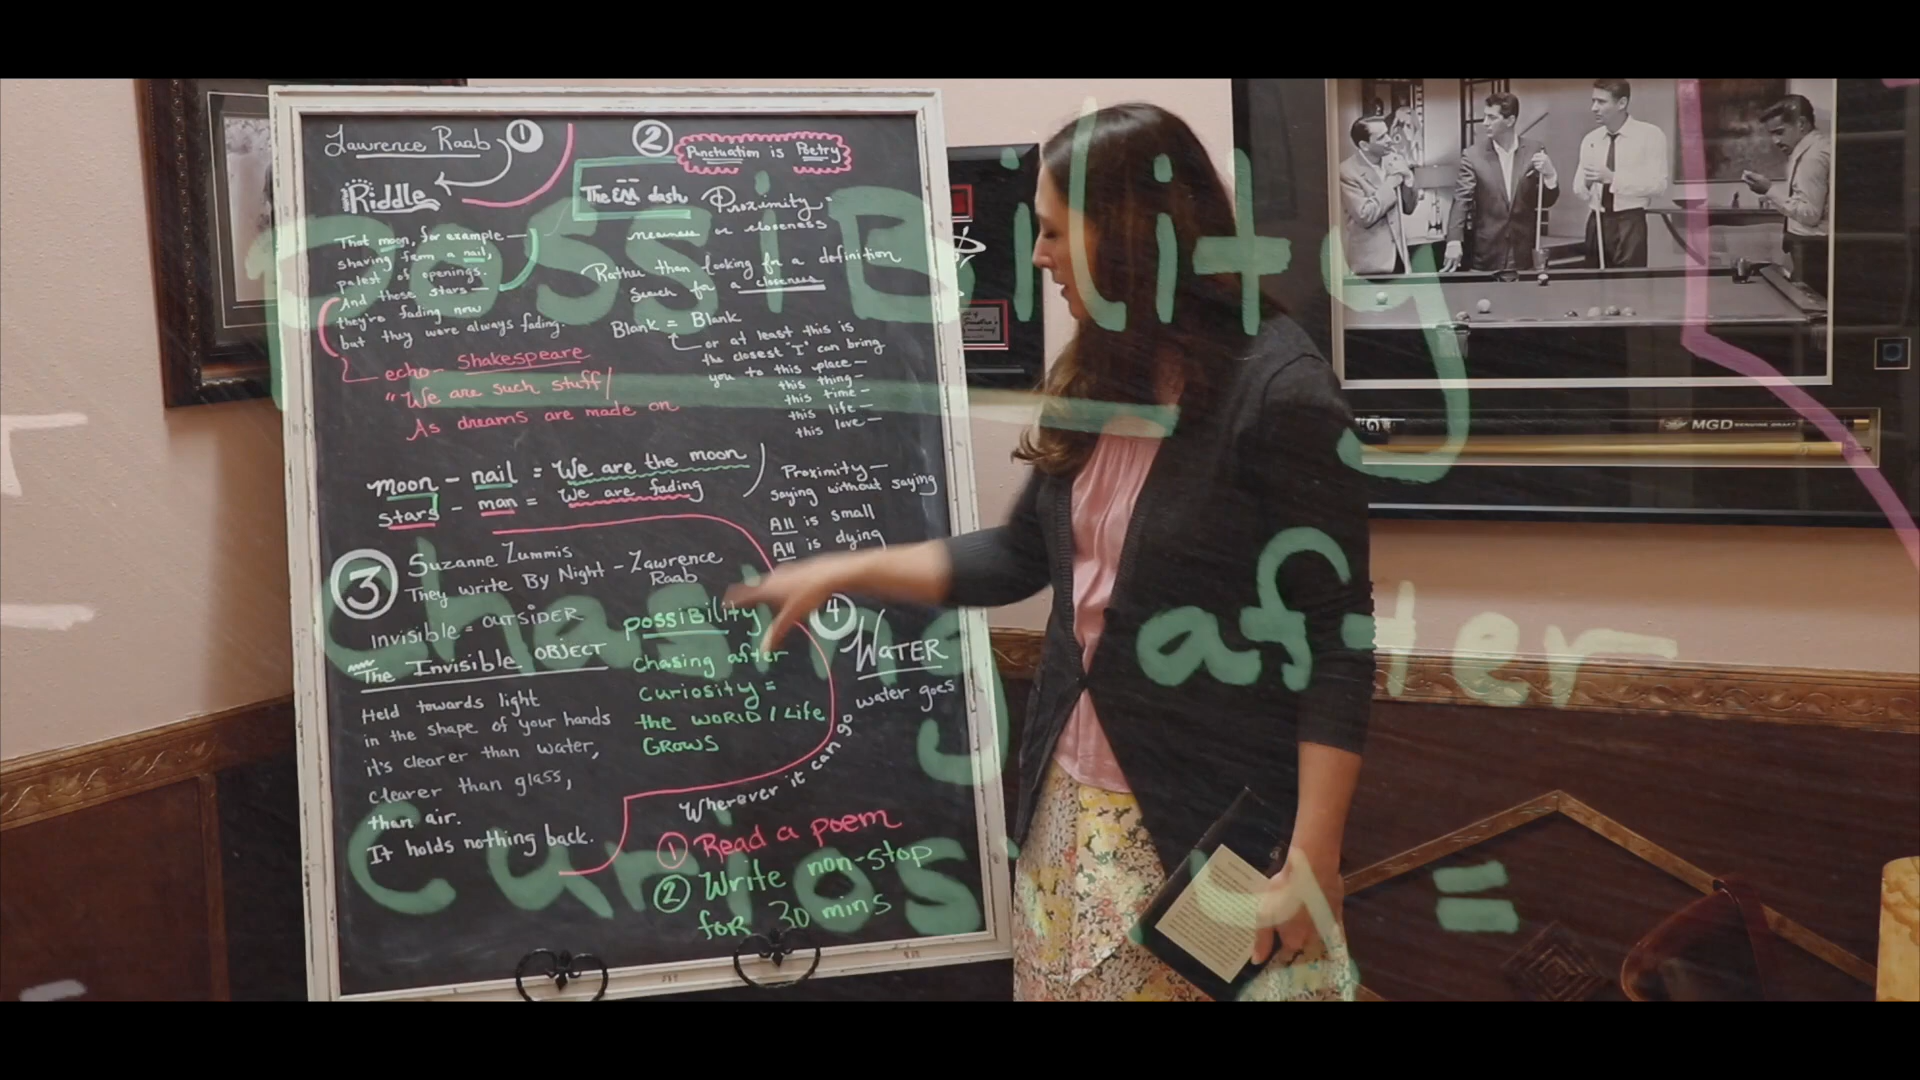 Lawrence Raab
1
Riddle
That moon, for example —
shaving from a nail,
palest of openings.
And those stars —
they're fading now
but they were always fading.
echo - Shakespeare
"We are such stuff /
As dreams are made on
2
Punctuation is Poetry
The EM dash
Proximity =
nearness or closeness
Rather than looking for a definition
search for a closeness
Blank = Blank
or at least this is
the closest "I" can bring
you to this place —
this thing —
this time —
this life —
this love —
moon - nail = We are the moon
stars - man = We are fading
Proximity —
saying without saying
All is small
All is dying
3
Suzanne Zummis
They write By Night - Lawrence
Raab
Invisible = OUTSIDER
The Invisible OBJECT
Held towards light
in the shape of your hands
it's clearer than water,
clearer than glass,
than air.
It holds nothing back.
possibility
chasing after
curiosity =
the WORLD / Life
GROWS
4
WATER
water goes
Wherever it can go
1 Read a poem
2 Write non-stop
for 30 mins
possibility
chasing after
curiosity =
MGD GENUINE DRAFT